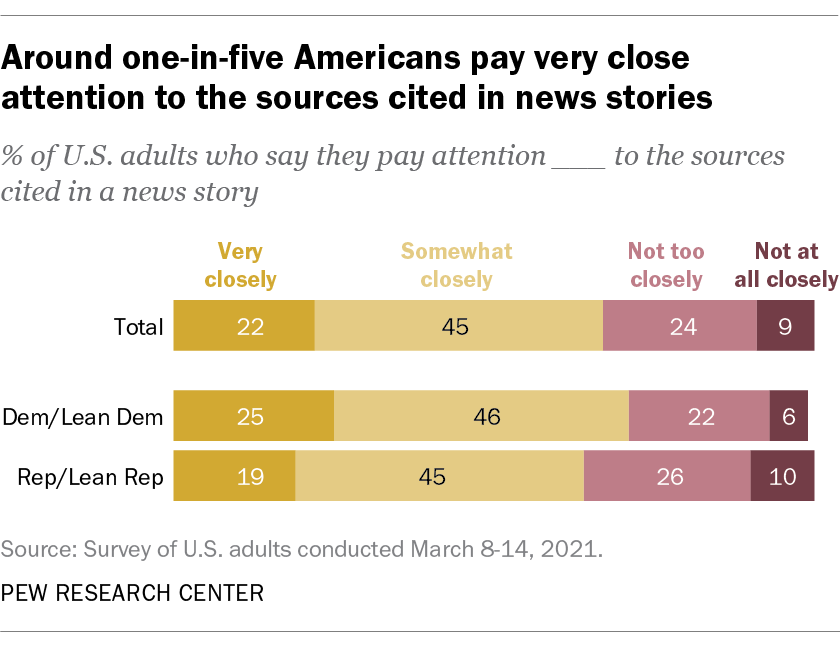 Around one-in-five Americans pay very close
attention to the sources cited in news stories
% of U.S. adults who say they pay attention ___ to the sources
cited in a news story
Very closely
Somewhat closely
Not too closely
Not at all closely
Total 22 45 24 9
Dem/Lean Dem 25 46 22 6
Rep/Lean Rep 19 45 26 10
Source: Survey of U.S. adults conducted March 8-14, 2021.
PEW RESEARCH CENTER